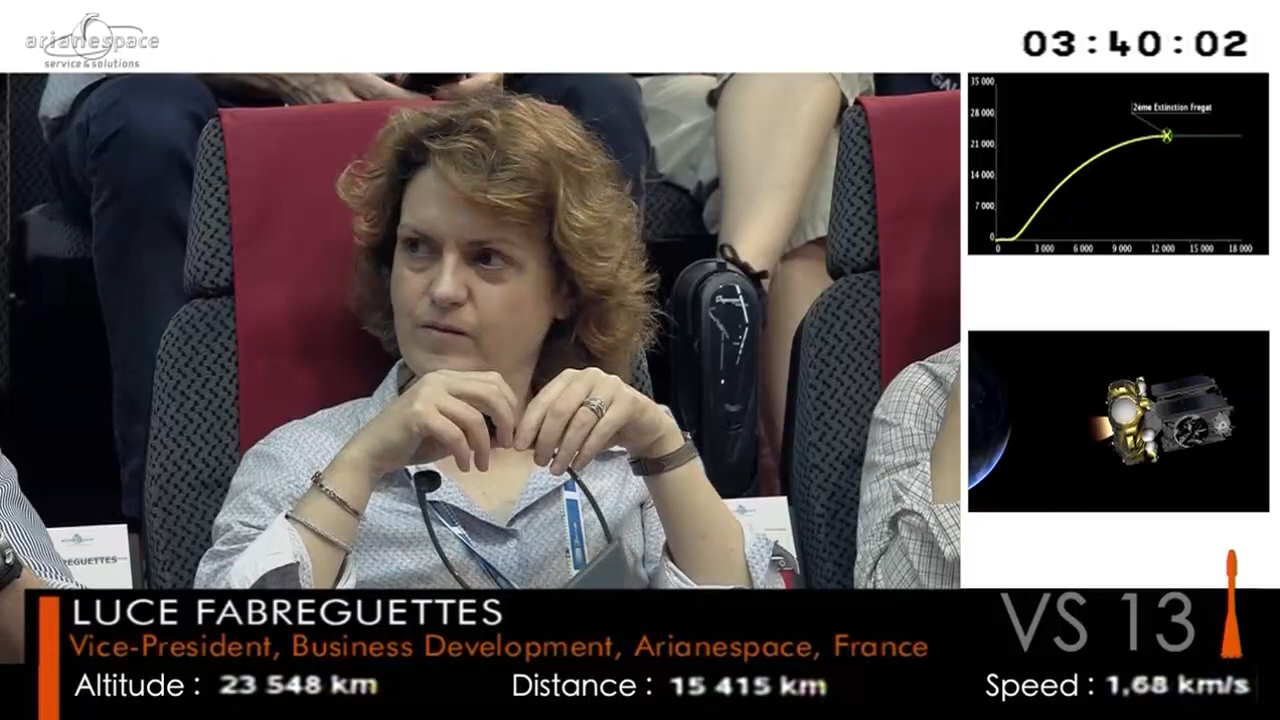 arianespace
service & solutions
03:40:02
35 000
28 000
21 000
14 000
7 000
0
0 3 000 6 000 9 000 12 000 15 000 18 000
2ème Extinction Fregat
REGUETTES
LUCE FABREGUETTES
Vice-President, Business Development, Arianespace, France
VS 13
Altitude : 23 548 km
Distance : 15 415 km
Speed : 1,68 km/s